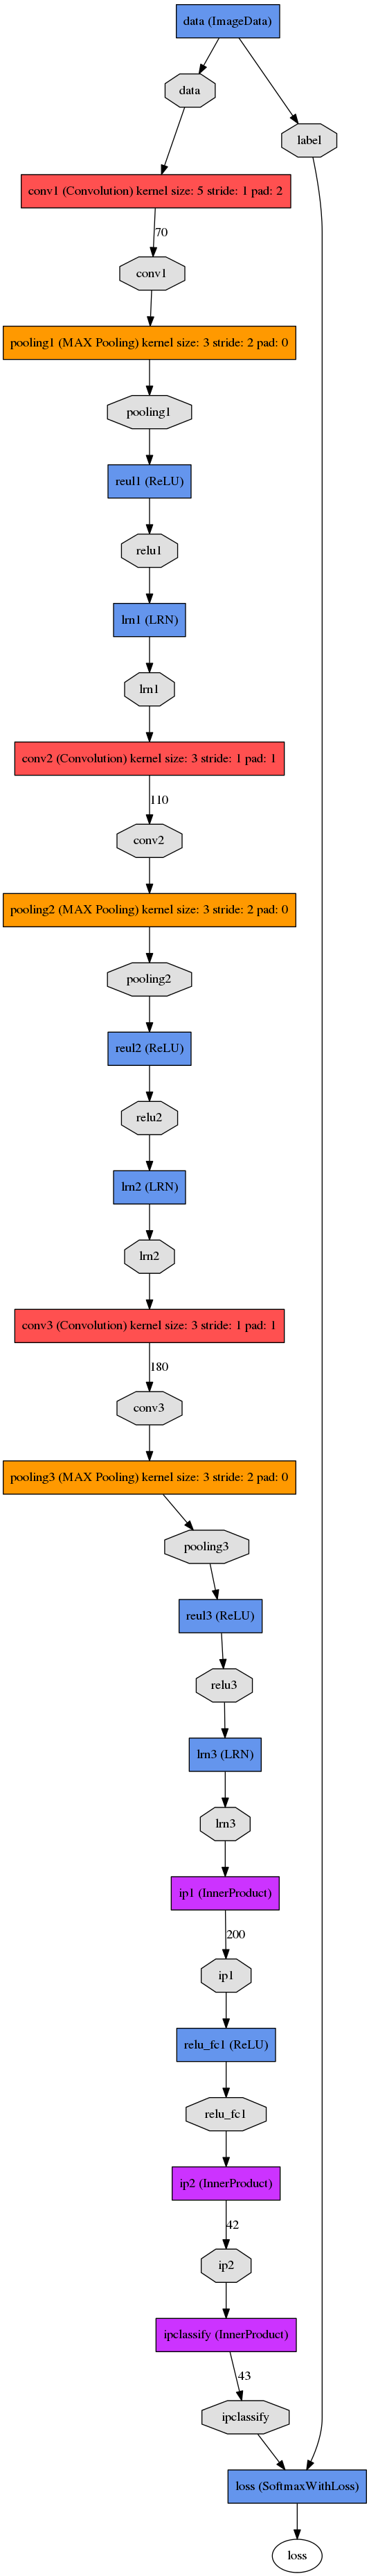 data (ImageData)
data
label
conv1 (Convolution) kernel size: 5 stride: 1 pad: 2
70
conv1
pooling1 (MAX Pooling) kernel size: 3 stride: 2 pad: 0
pooling1
reul1 (ReLU)
relu1
lrn1 (LRN)
lrn1
conv2 (Convolution) kernel size: 3 stride: 1 pad: 1
110
conv2
pooling2 (MAX Pooling) kernel size: 3 stride: 2 pad: 0
pooling2
reul2 (ReLU)
relu2
lrn2 (LRN)
lrn2
conv3 (Convolution) kernel size: 3 stride: 1 pad: 1
180
conv3
pooling3 (MAX Pooling) kernel size: 3 stride: 2 pad: 0
pooling3
reul3 (ReLU)
relu3
lrn3 (LRN)
lrn3
ip1 (InnerProduct)
200
ip1
relu_fc1 (ReLU)
relu_fc1
ip2 (InnerProduct)
42
ip2
ipclassify (InnerProduct)
43
ipclassify
loss (SoftmaxWithLoss)
loss